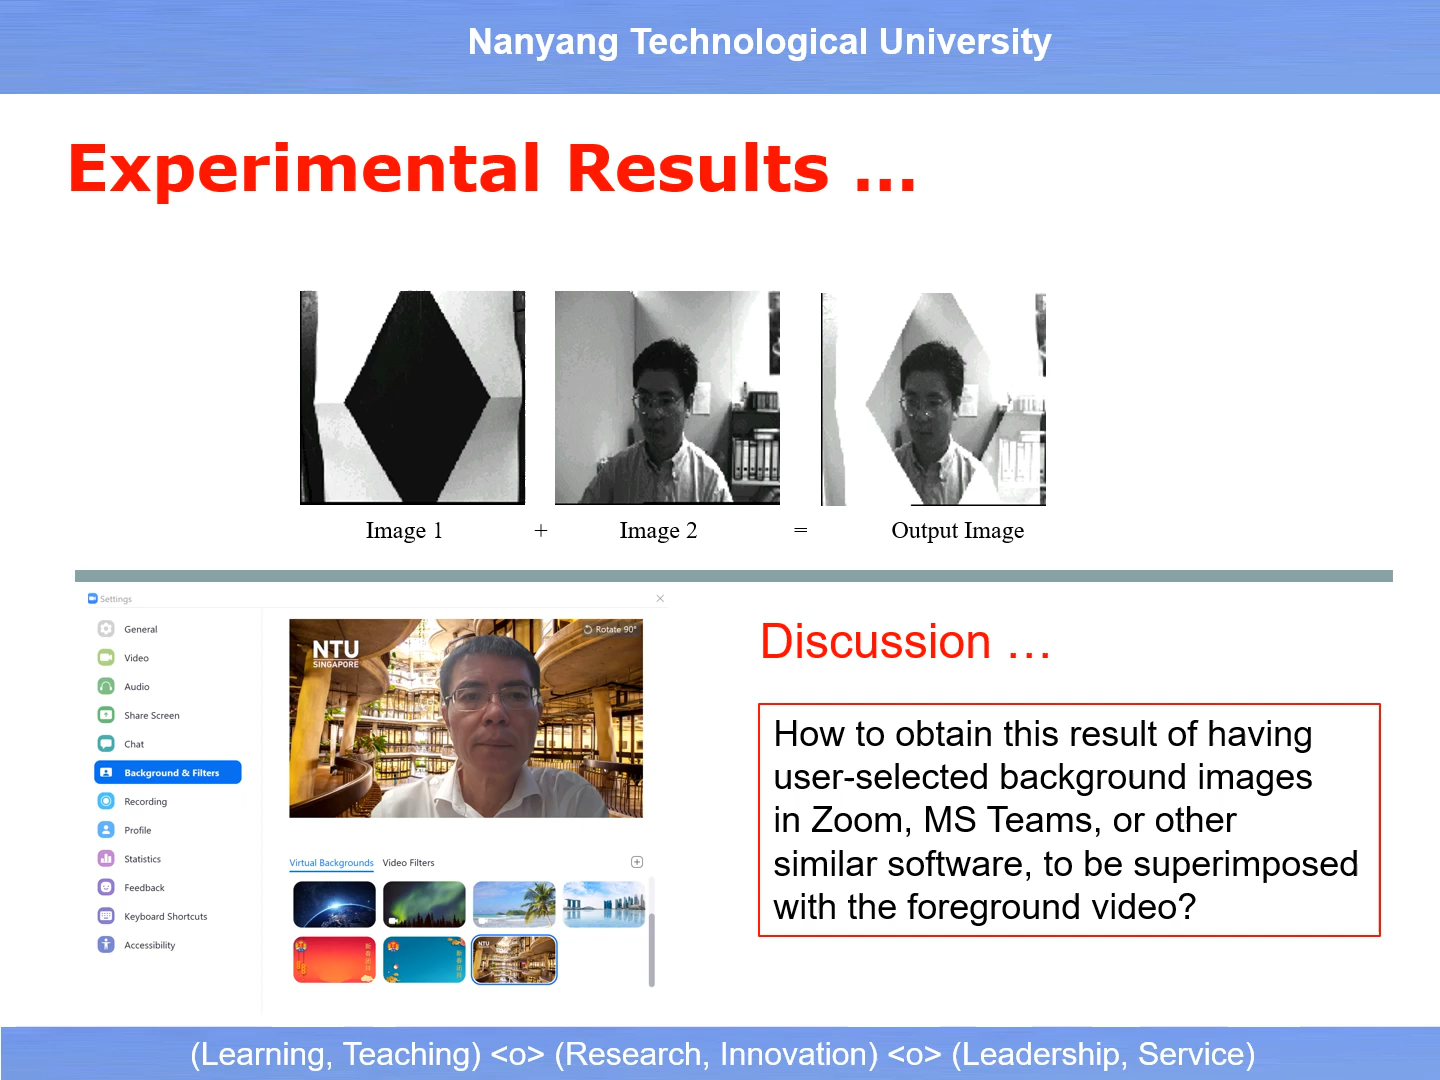 Nanyang Technological University
Experimental Results ...
Image 1 + Image 2 = Output Image
Settings
General
Video
Audio
Share Screen
Chat
Background & Filters
Recording
Profile
Statistics
Feedback
Keyboard Shortcuts
Accessibility
NTU
SINGAPORE
Rotate 90°
Virtual Backgrounds Video Filters
NTU
Discussion …
How to obtain this result of having
user-selected background images
in Zoom, MS Teams, or other
similar software, to be superimposed
with the foreground video?
(Learning, Teaching) <o> (Research, Innovation) <o> (Leadership, Service)